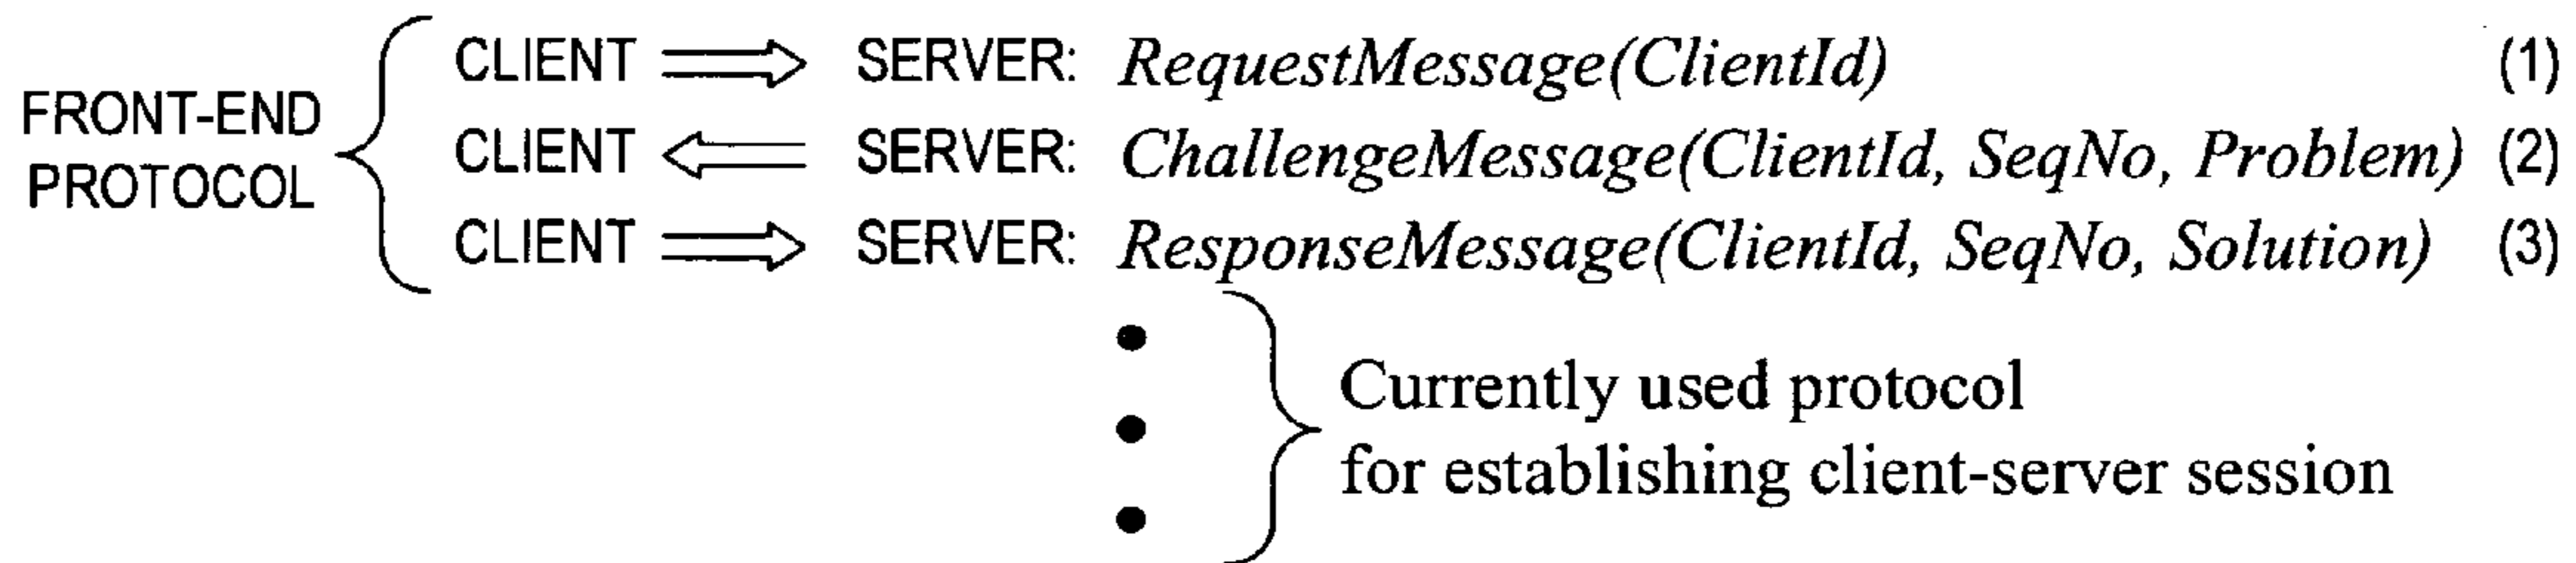 FRONT-END
PROTOCOL
CLIENT ⇒ SERVER: RequestMessage(ClientId) (1)
CLIENT ⇐ SERVER: ChallengeMessage(ClientId, SeqNo, Problem) (2)
CLIENT ⇒ SERVER: ResponseMessage(ClientId, SeqNo, Solution) (3)
Currently used protocol
for establishing client-server session